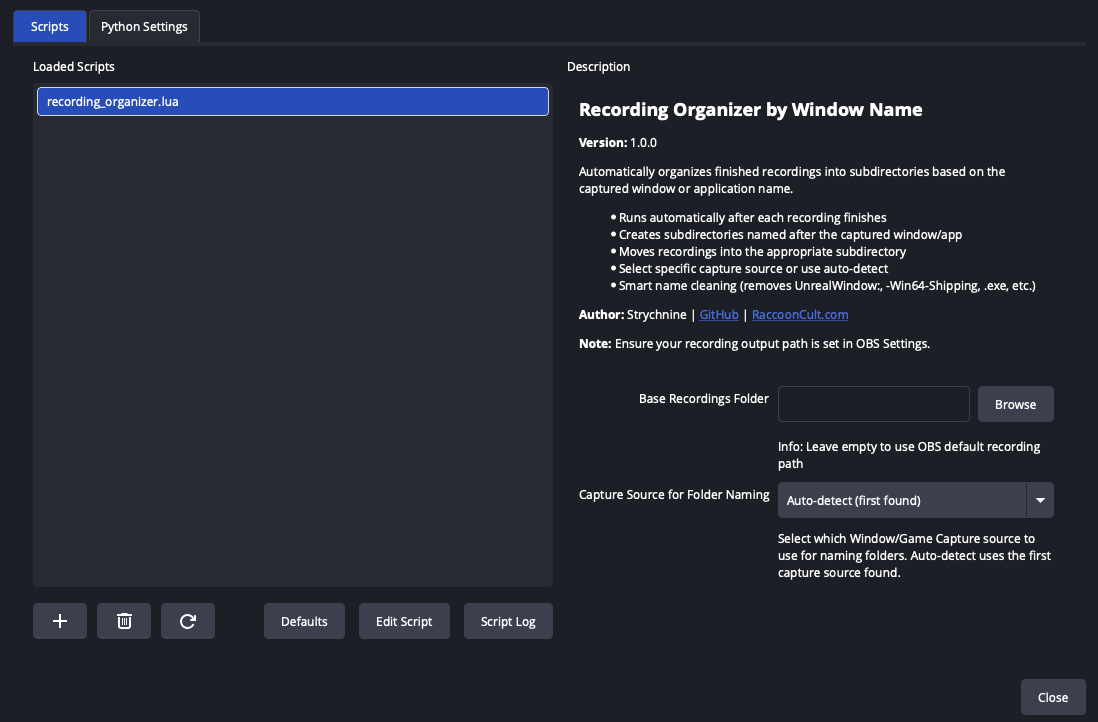 Scripts
Python Settings
Loaded Scripts
recording_organizer.lua
Description
Recording Organizer by Window Name
Version: 1.0.0
Automatically organizes finished recordings into subdirectories based on the
captured window or application name.
• Runs automatically after each recording finishes
• Creates subdirectories named after the captured window/app
• Moves recordings into the appropriate subdirectory
• Select specific capture source or use auto-detect
• Smart name cleaning (removes UnrealWindow:, -Win64-Shipping, .exe, etc.)
Author: Strychnine | GitHub | RaccoonCult.com
Note: Ensure your recording output path is set in OBS Settings.
Base Recordings Folder
Browse
Info: Leave empty to use OBS default recording
path
Capture Source for Folder Naming
Auto-detect (first found)
Select which Window/Game Capture source to
use for naming folders. Auto-detect uses the first
capture source found.
Defaults
Edit Script
Script Log
Close